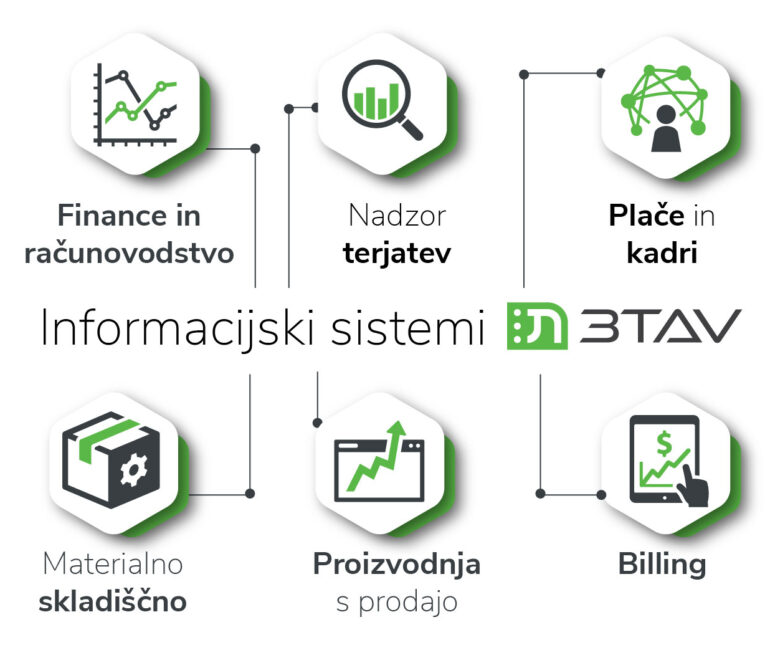 Finance in
računovodstvo
Nadzor
terjatev
Plače in
kadri
Informacijski sistemi 3TAV
Materialno
skladiščno
Proizvodnja
s prodajo
$
Billing